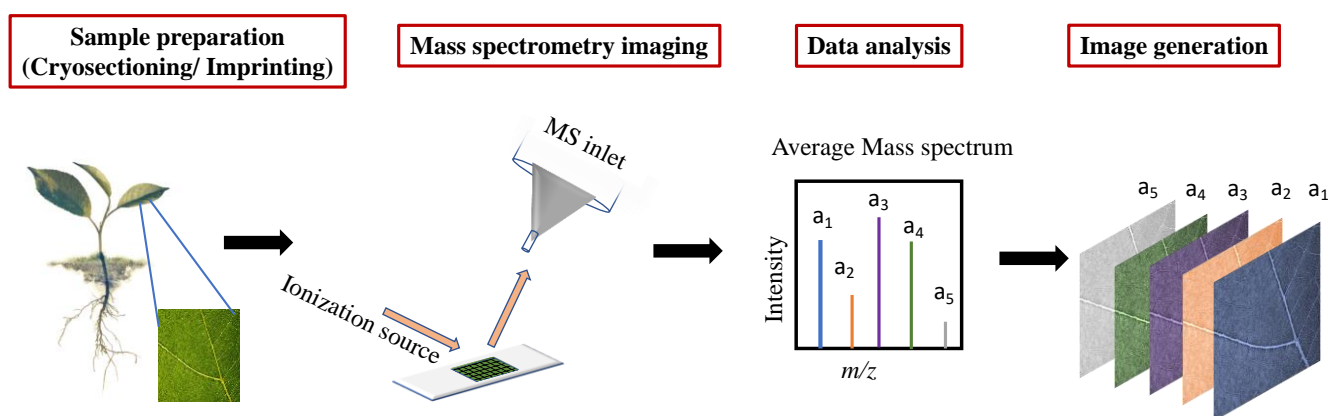 Sample preparation
(Cryosectioning/ Imprinting)
Mass spectrometry imaging
Data analysis
Image generation
MS inlet
Ionization source
Average Mass spectrum
Intensity
a₁
a₂
a₃
a₄
a₅
m/z
a₅
a₄
a₃
a₂
a₁